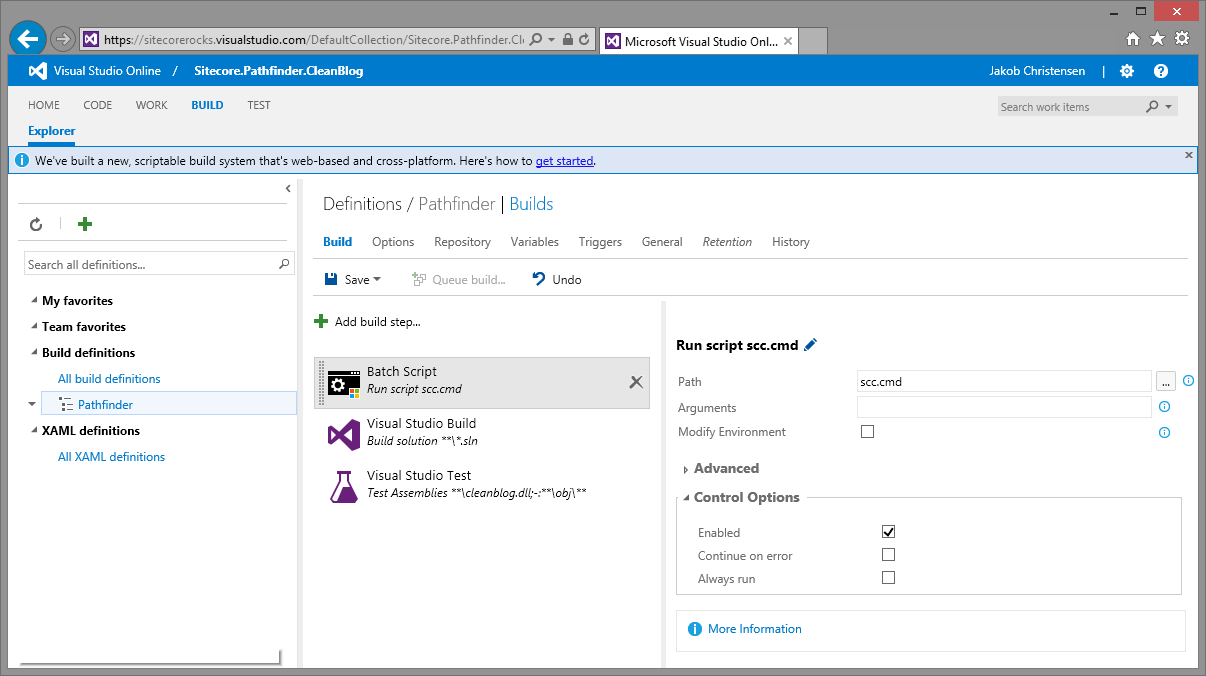 https://sitecorerocks.visualstudio.com/DefaultCollection/Sitecore.Pathfinder.Cl
Microsoft Visual Studio Onl...
Visual Studio Online / Sitecore.Pathfinder.CleanBlog
Jakob Christensen |
HOME CODE WORK BUILD TEST
Search work items
Explorer
We've built a new, scriptable build system that's web-based and cross-platform. Here's how to get started.
Search all definitions...
My favorites
Team favorites
Build definitions
All build definitions
Pathfinder
XAML definitions
All XAML definitions
Definitions / Pathfinder | Builds
Build Options Repository Variables Triggers General Retention History
Save Queue build... Undo
Add build step...
Batch Script
Run script scc.cmd
Visual Studio Build
Build solution **\*.sln
Visual Studio Test
Test Assemblies **\cleanblog.dll;-:**\obj\**
Run script scc.cmd
Path scc.cmd ...
Arguments
Modify Environment
Advanced
Control Options
Enabled
Continue on error
Always run
More Information